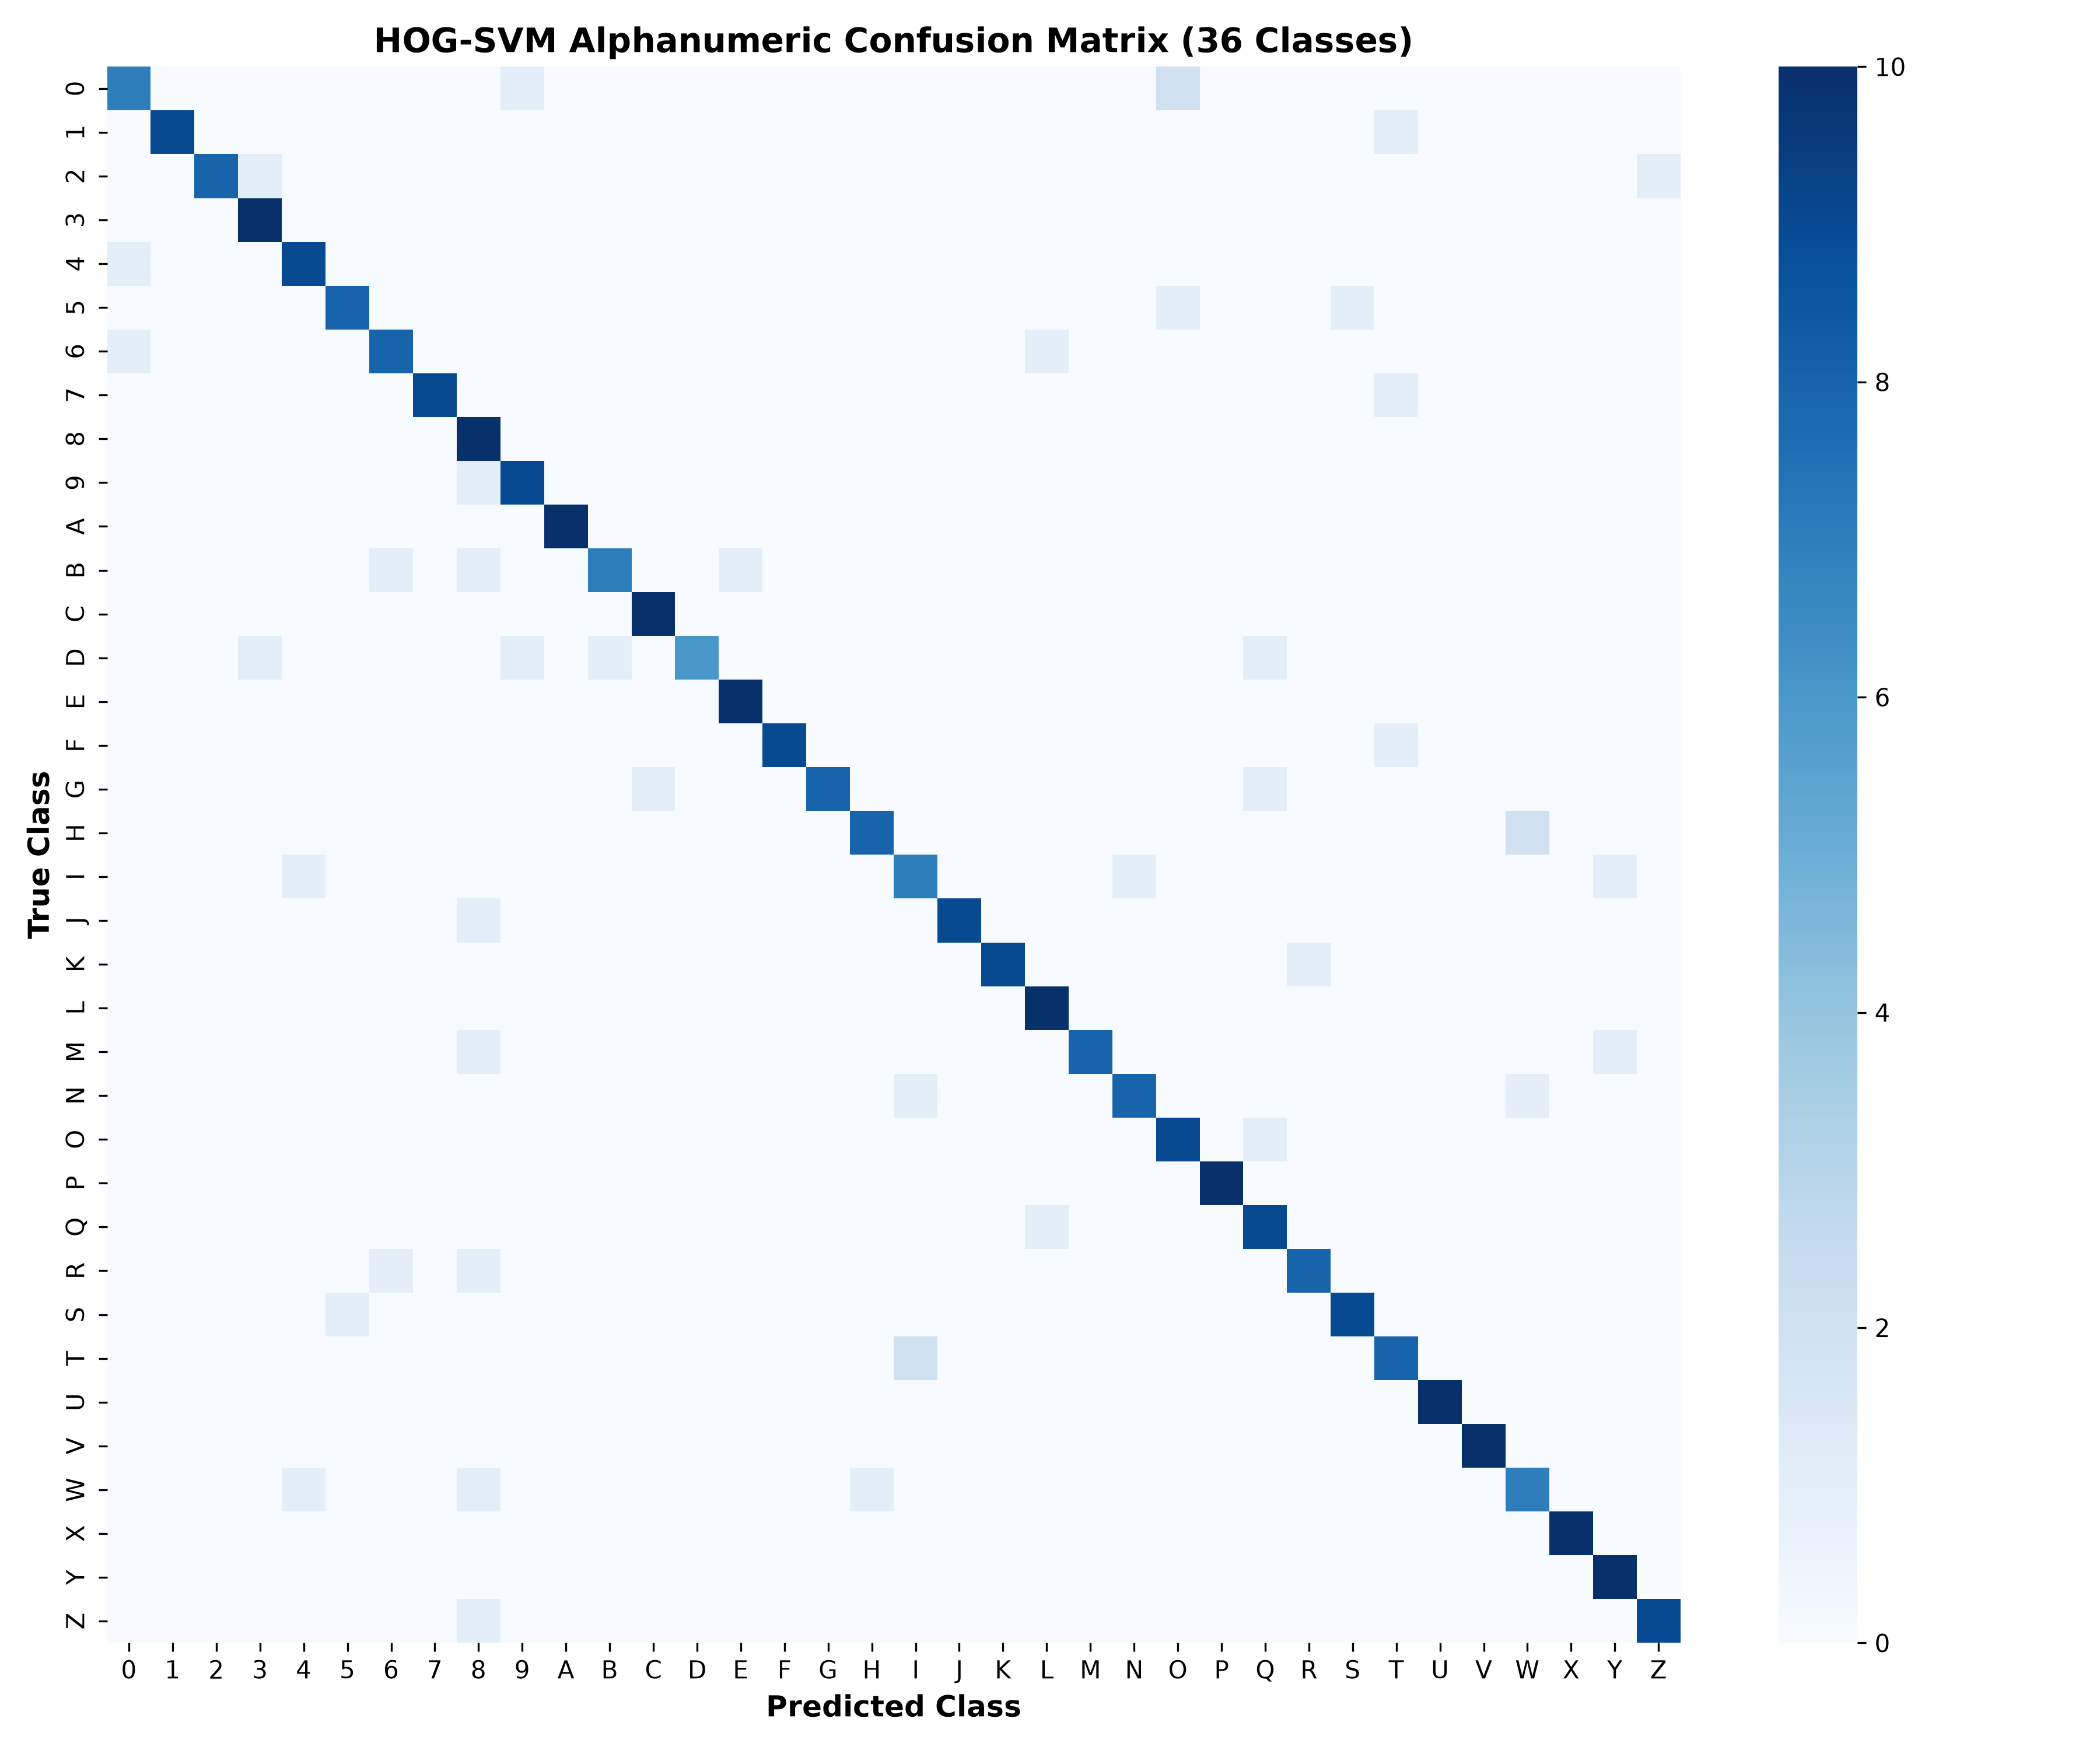 HOG-SVM Alphanumeric Confusion Matrix (36 Classes)
True Class
0
1
2
3
4
5
6
7
8
9
A
B
C
D
E
F
G
H
I
J
K
L
M
N
O
P
Q
R
S
T
U
V
W
X
Y
Z
0 1 2 3 4 5 6 7 8 9 A B C D E F G H I J K L M N O P Q R S T U V W X Y Z
Predicted Class
10
8
6
4
2
0